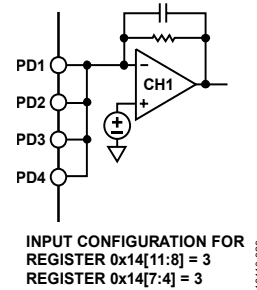 PD1
CH1
PD2
PD3
PD4
INPUT CONFIGURATION FOR
REGISTER 0x14[11:8] = 3
REGISTER 0x14[7:4] = 3